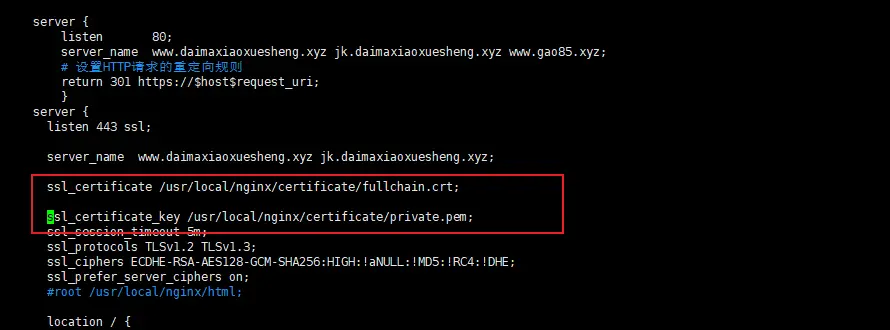 server {
listen 80;
server_name www.daimaxiaoxuesheng.xyz jk.daimaxiaoxuesheng.xyz www.gao85.xyz;
# 设置HTTP请求的重定向规则
return 301 https://$host$request_uri;
}
server {
listen 443 ssl;
server_name www.daimaxiaoxuesheng.xyz jk.daimaxiaoxuesheng.xyz;
ssl_certificate /usr/local/nginx/certificate/fullchain.crt;
ssl_certificate_key /usr/local/nginx/certificate/private.pem;
ssl_session_timeout 5m;
ssl_protocols TLSv1.2 TLSv1.3;
ssl_ciphers ECDHE-RSA-AES128-GCM-SHA256:HIGH:!aNULL:!MD5:!RC4:!DHE;
ssl_prefer_server_ciphers on;
#root /usr/local/nginx/html;
location / {